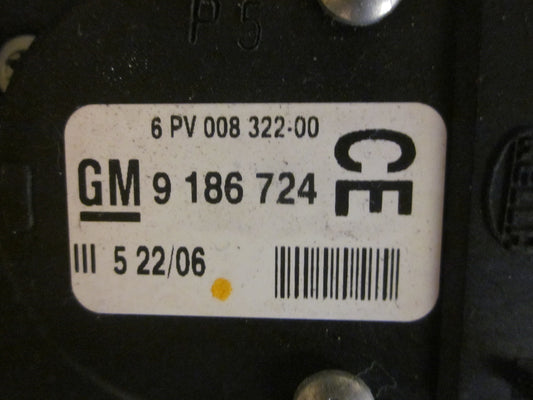 P 5
6 PV 008 322-00
GM 9 186 724
CE
III 5 22/06